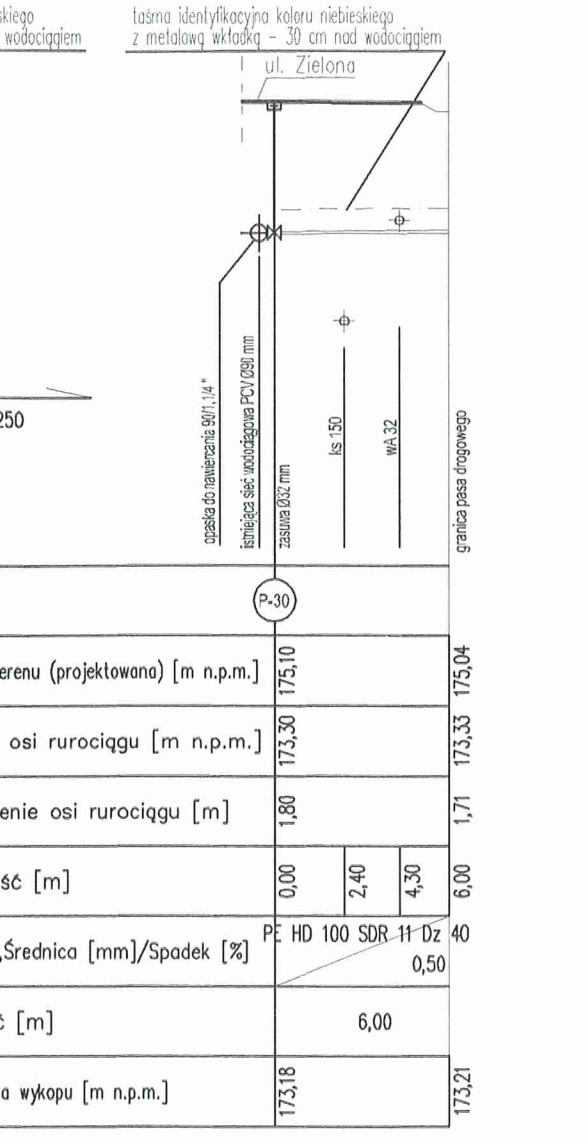 skiego
wodociągiem
taśma identyfikacyjna koloru niebieskiego
z metalową wkładką - 30 cm nad wodociągiem
ul. Zielona
250
opaska do nawiercania 90/1,1/4"
istniejąca sieć wodociągowa PCV Ø90 mm
zasuwa Ø32 mm
ks 150
wA 32
granica pasa drogowego
P-30
erenu (projektowana) [m n.p.m.]
175,10
175,04
osi rurociągu [m n.p.m.]
173,30
173,33
enie osi rurociągu [m]
1,80
1,71
ść [m]
0,00
2,40
4,30
6,00
,Średnica [mm]/Spadek [%]
PE HD 100 SDR 11 Dz 40
0,50
ć [m]
6,00
a wykopu [m n.p.m.]
173,18
173,21